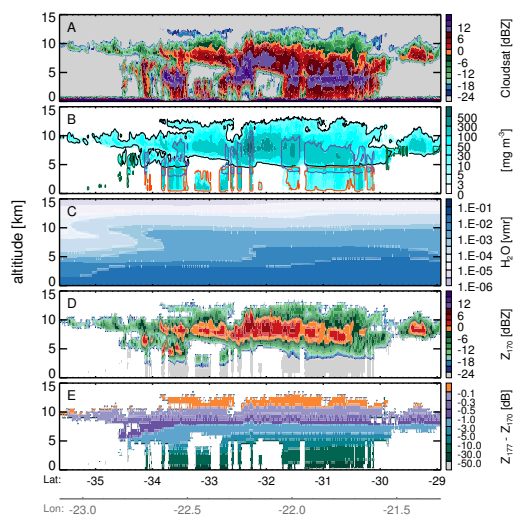 A
15
10
5
0
12
6
0
-6
-12
-18
-24
Cloudsat [dBZ]
B
15
10
5
0
500
300
100
50
30
10
5
3
0
[mg m⁻³]
C
15
10
5
0
1.E-01
1.E-02
1.E-03
1.E-04
1.E-05
1.E-06
H₂O [vmr]
altitude [km]
D
15
10
5
0
12
6
0
-6
-12
-18
-24
Z₁₇₀ [dBZ]
E
15
10
5
0
-0.1
-0.3
-0.5
-1.0
-3.0
-5.0
-10.0
-30.0
-50.0
Z₁₇₇ - Z₁₇₀ [dB]
Lat: -35 -34 -33 -32 -31 -30 -29
Lon: -23.0 -22.5 -22.0 -21.5